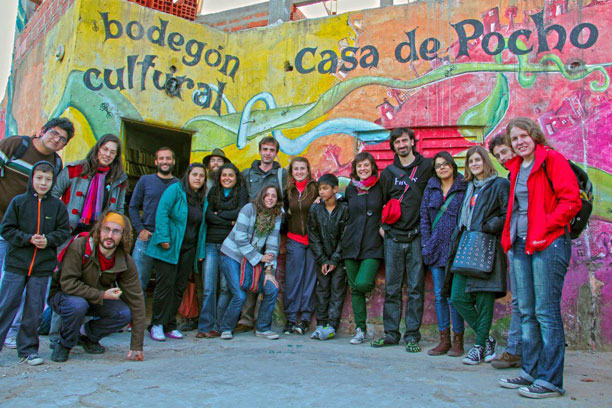 bodegón
cultural
Casa de Pocho